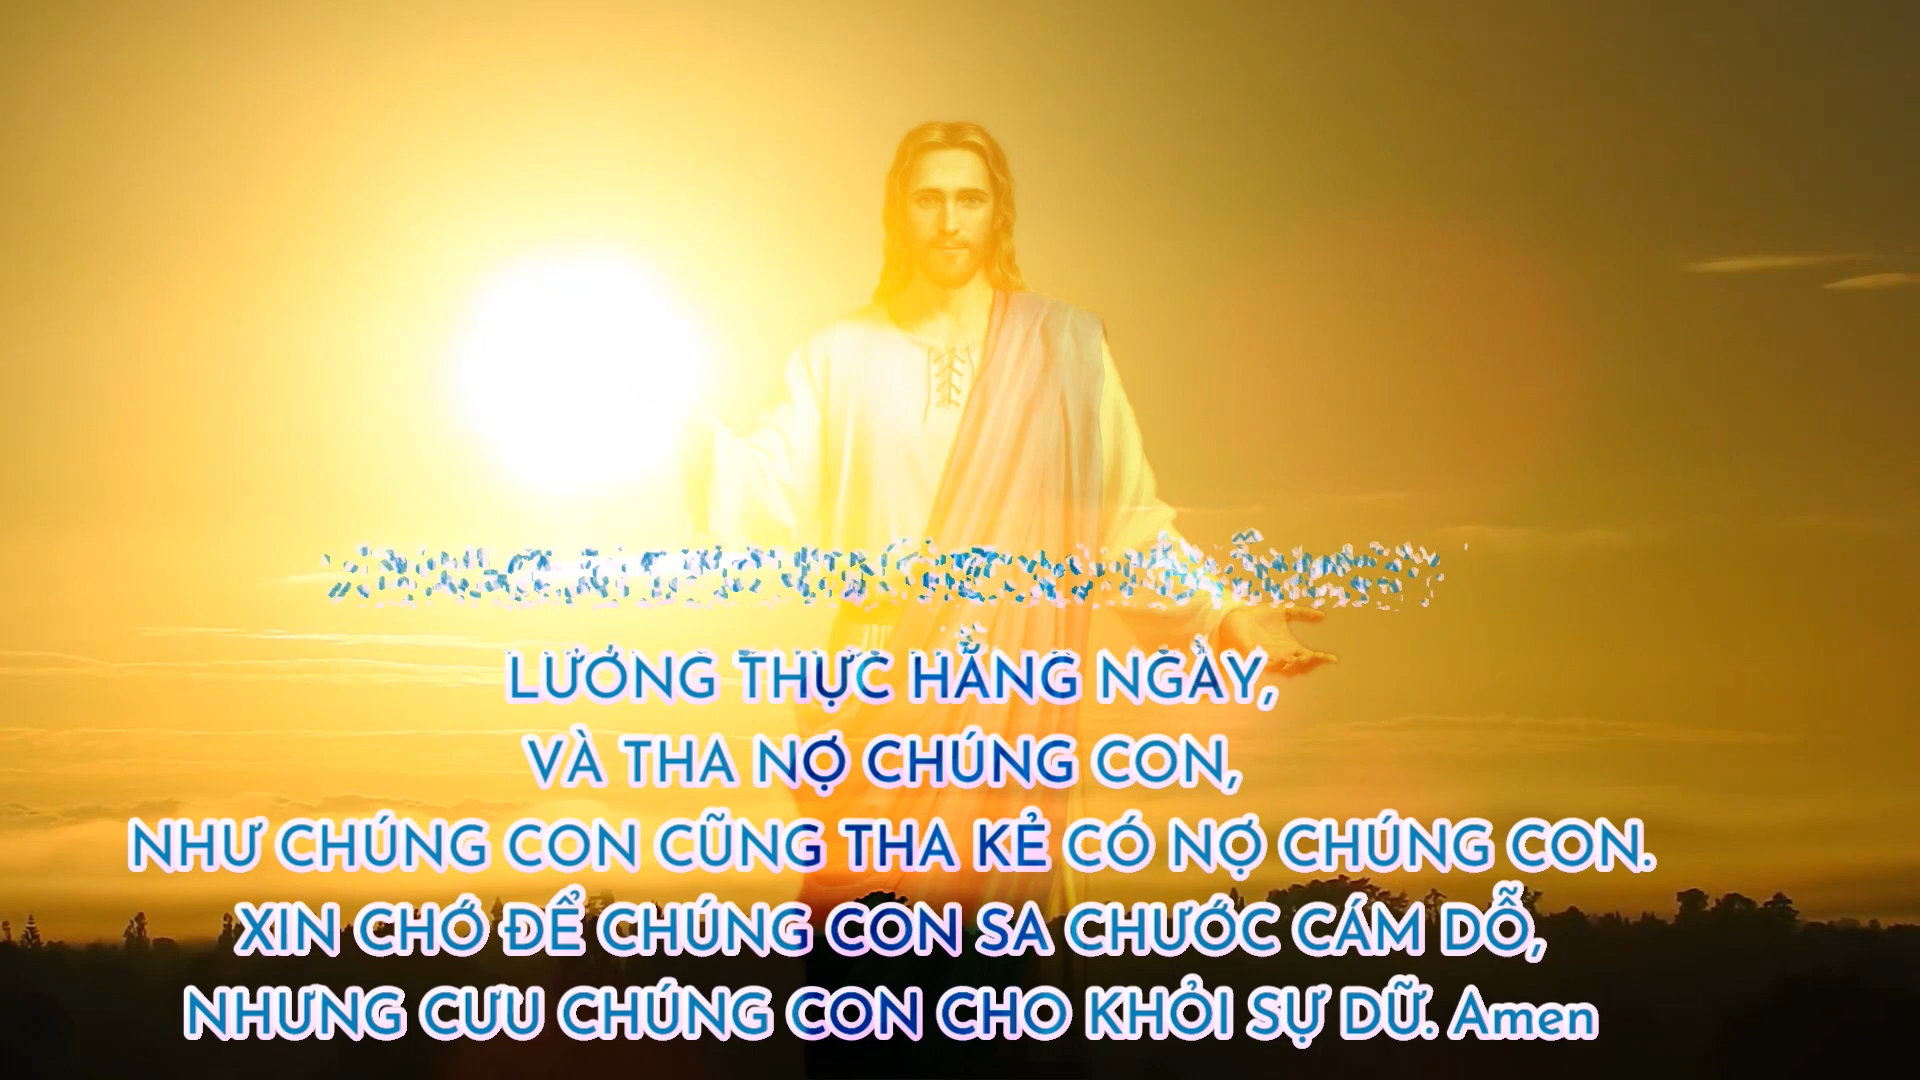 LƯƠNG THỰC HẰNG NGÀY,
VÀ THA NỢ CHÚNG CON,
NHƯ CHÚNG CON CŨNG THA KẺ CÓ NỢ CHÚNG CON.
XIN CHỚ ĐỂ CHÚNG CON SA CHƯỚC CÁM DỖ,
NHƯNG CƯU CHÚNG CON CHO KHỎI SỰ DỮ. Amen